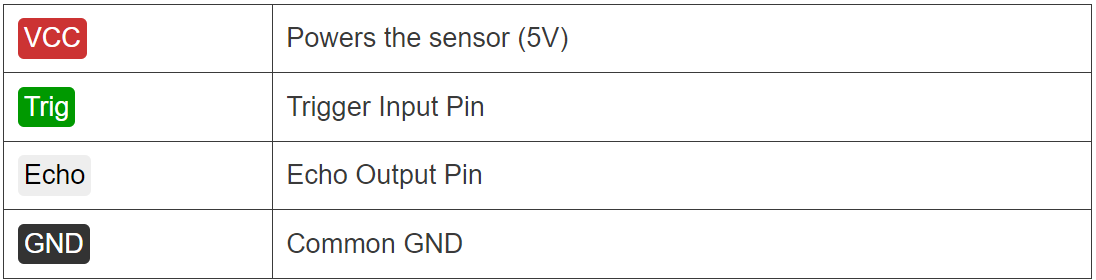 VCC Powers the sensor (5V)
Trig Trigger Input Pin
Echo Echo Output Pin
GND Common GND